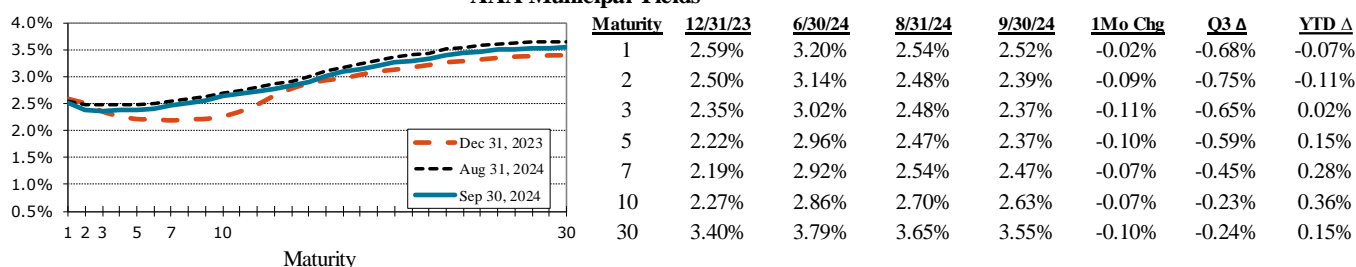 AAA Municipal Yields
4.0%
3.5%
3.0%
2.5%
2.0%
1.5%
1.0%
0.5%
Dec 31, 2023
Aug 31, 2024
Sep 30, 2024
1 2 3 5 7 10 30
Maturity
Maturity 12/31/23 6/30/24 8/31/24 9/30/24 1Mo Chg Q3 Δ YTD Δ
1 2.59% 3.20% 2.54% 2.52% -0.02% -0.68% -0.07%
2 2.50% 3.14% 2.48% 2.39% -0.09% -0.75% -0.11%
3 2.35% 3.02% 2.48% 2.37% -0.11% -0.65% 0.02%
5 2.22% 2.96% 2.47% 2.37% -0.10% -0.59% 0.15%
7 2.19% 2.92% 2.54% 2.47% -0.07% -0.45% 0.28%
10 2.27% 2.86% 2.70% 2.63% -0.07% -0.23% 0.36%
30 3.40% 3.79% 3.65% 3.55% -0.10% -0.24% 0.15%